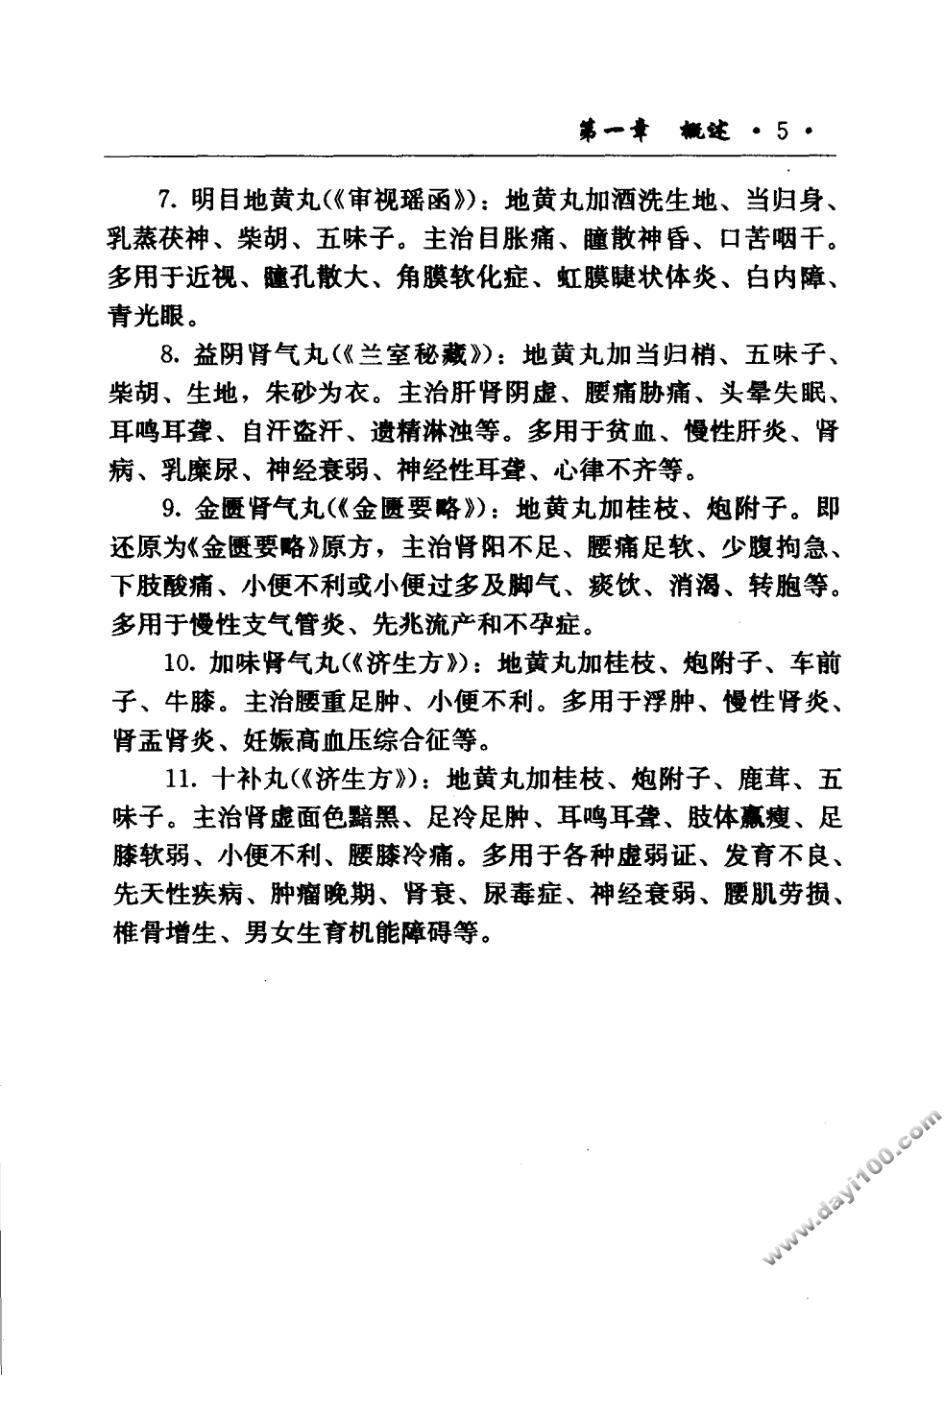 第一章 概述 · 5 ·
7. 明目地黄丸(《审视瑶函》)：地黄丸加酒洗生地、当归身、
乳蒸茯神、柴胡、五味子。主治目胀痛、瞳散神昏、口苦咽干。
多用于近视、瞳孔散大、角膜软化症、虹膜睫状体炎、白内障、
青光眼。
8. 益阴肾气丸(《兰室秘藏》)：地黄丸加当归梢、五味子、
柴胡、生地，朱砂为衣。主治肝肾阴虚、腰痛胁痛、头晕失眠、
耳鸣耳聋、自汗盗汗、遗精淋浊等。多用于贫血、慢性肝炎、肾
病、乳糜尿、神经衰弱、神经性耳聋、心律不齐等。
9. 金匮肾气丸(《金匮要略》)：地黄丸加桂枝、炮附子。即
还原为《金匮要略》原方，主治肾阳不足、腰痛足软、少腹拘急、
下肢酸痛、小便不利或小便过多及脚气、痰饮、消渴、转胞等。
多用于慢性支气管炎、先兆流产和不孕症。
10. 加味肾气丸(《济生方》)：地黄丸加桂枝、炮附子、车前
子、牛膝。主治腰重足肿、小便不利。多用于浮肿、慢性肾炎、
肾盂肾炎、妊娠高血压综合征等。
11. 十补丸(《济生方》)：地黄丸加桂枝、炮附子、鹿茸、五
味子。主治肾虚面色黯黑、足冷足肿、耳鸣耳聋、肢体羸瘦、足
膝软弱、小便不利、腰膝冷痛。多用于各种虚弱证、发育不良、
先天性疾病、肿瘤晚期、肾衰、尿毒症、神经衰弱、腰肌劳损、
椎骨增生、男女生育机能障碍等。
www.dayi100.com